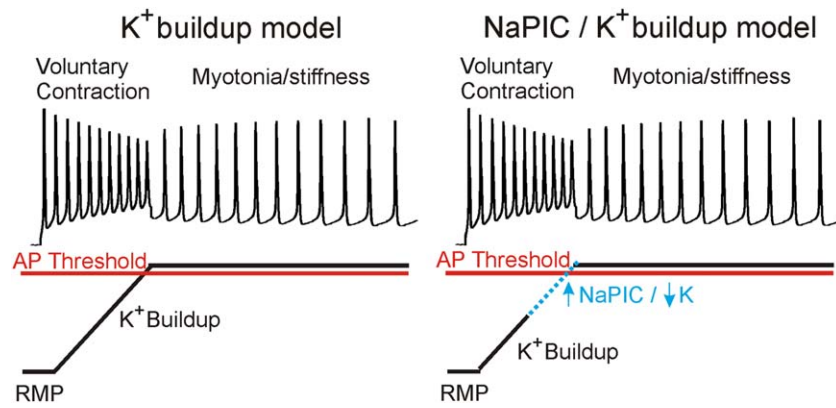 K⁺ buildup model
Voluntary
Contraction
Myotonia/stiffness
AP Threshold
K⁺ Buildup
RMP
NaPIC / K⁺ buildup model
Voluntary
Contraction
Myotonia/stiffness
AP Threshold
↑ NaPIC / ↓ K
K⁺ Buildup
RMP